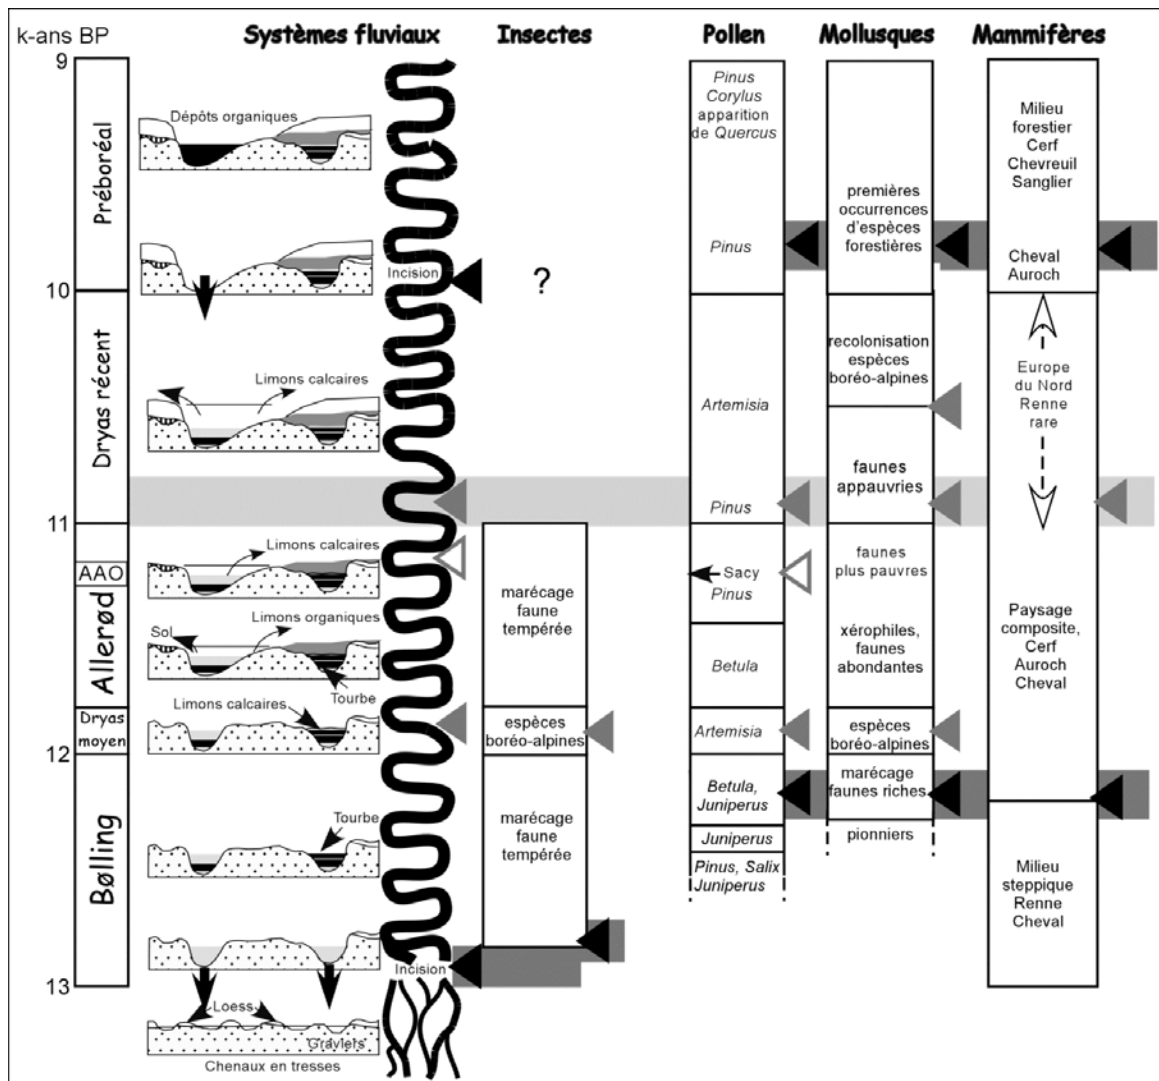 k-ans BP
Systèmes fluviaux
Insectes
Pollen
Mollusques
Mammifères
9
10
11
12
13
Préboréal
Dryas récent
AAO
Allerød
Dryas
moyen
Bølling
Dépôts organiques
Incision
Limons calcaires
Limons calcaires
Limons organiques
Sol
Tourbe
Limons calcaires
Tourbe
Incision
Loess
Graviers
Chenaux en tresses
?
marécage
faune
tempérée
espèces
boréo-alpines
marécage
faune
tempérée
Pinus
Corylus
apparition
de Quercus
Pinus
Artemisia
Pinus
Sacy
Pinus
Betula
Artemisia
Betula,
Juniperus
Juniperus
Pinus, Salix
Juniperus
premières
occurrences
d'espèces
forestières
recolonisation
espèces
boréo-alpines
faunes
appauvries
faunes
plus pauvres
xérophiles,
faunes
abondantes
espèces
boréo-alpines
marécage
faunes riches
pionniers
Milieu
forestier
Cerf
Chevreuil
Sanglier
Cheval
Auroch
Europe
du Nord
Renne
rare
Paysage
composite,
Cerf
Auroch
Cheval
Milieu
steppique
Renne
Cheval